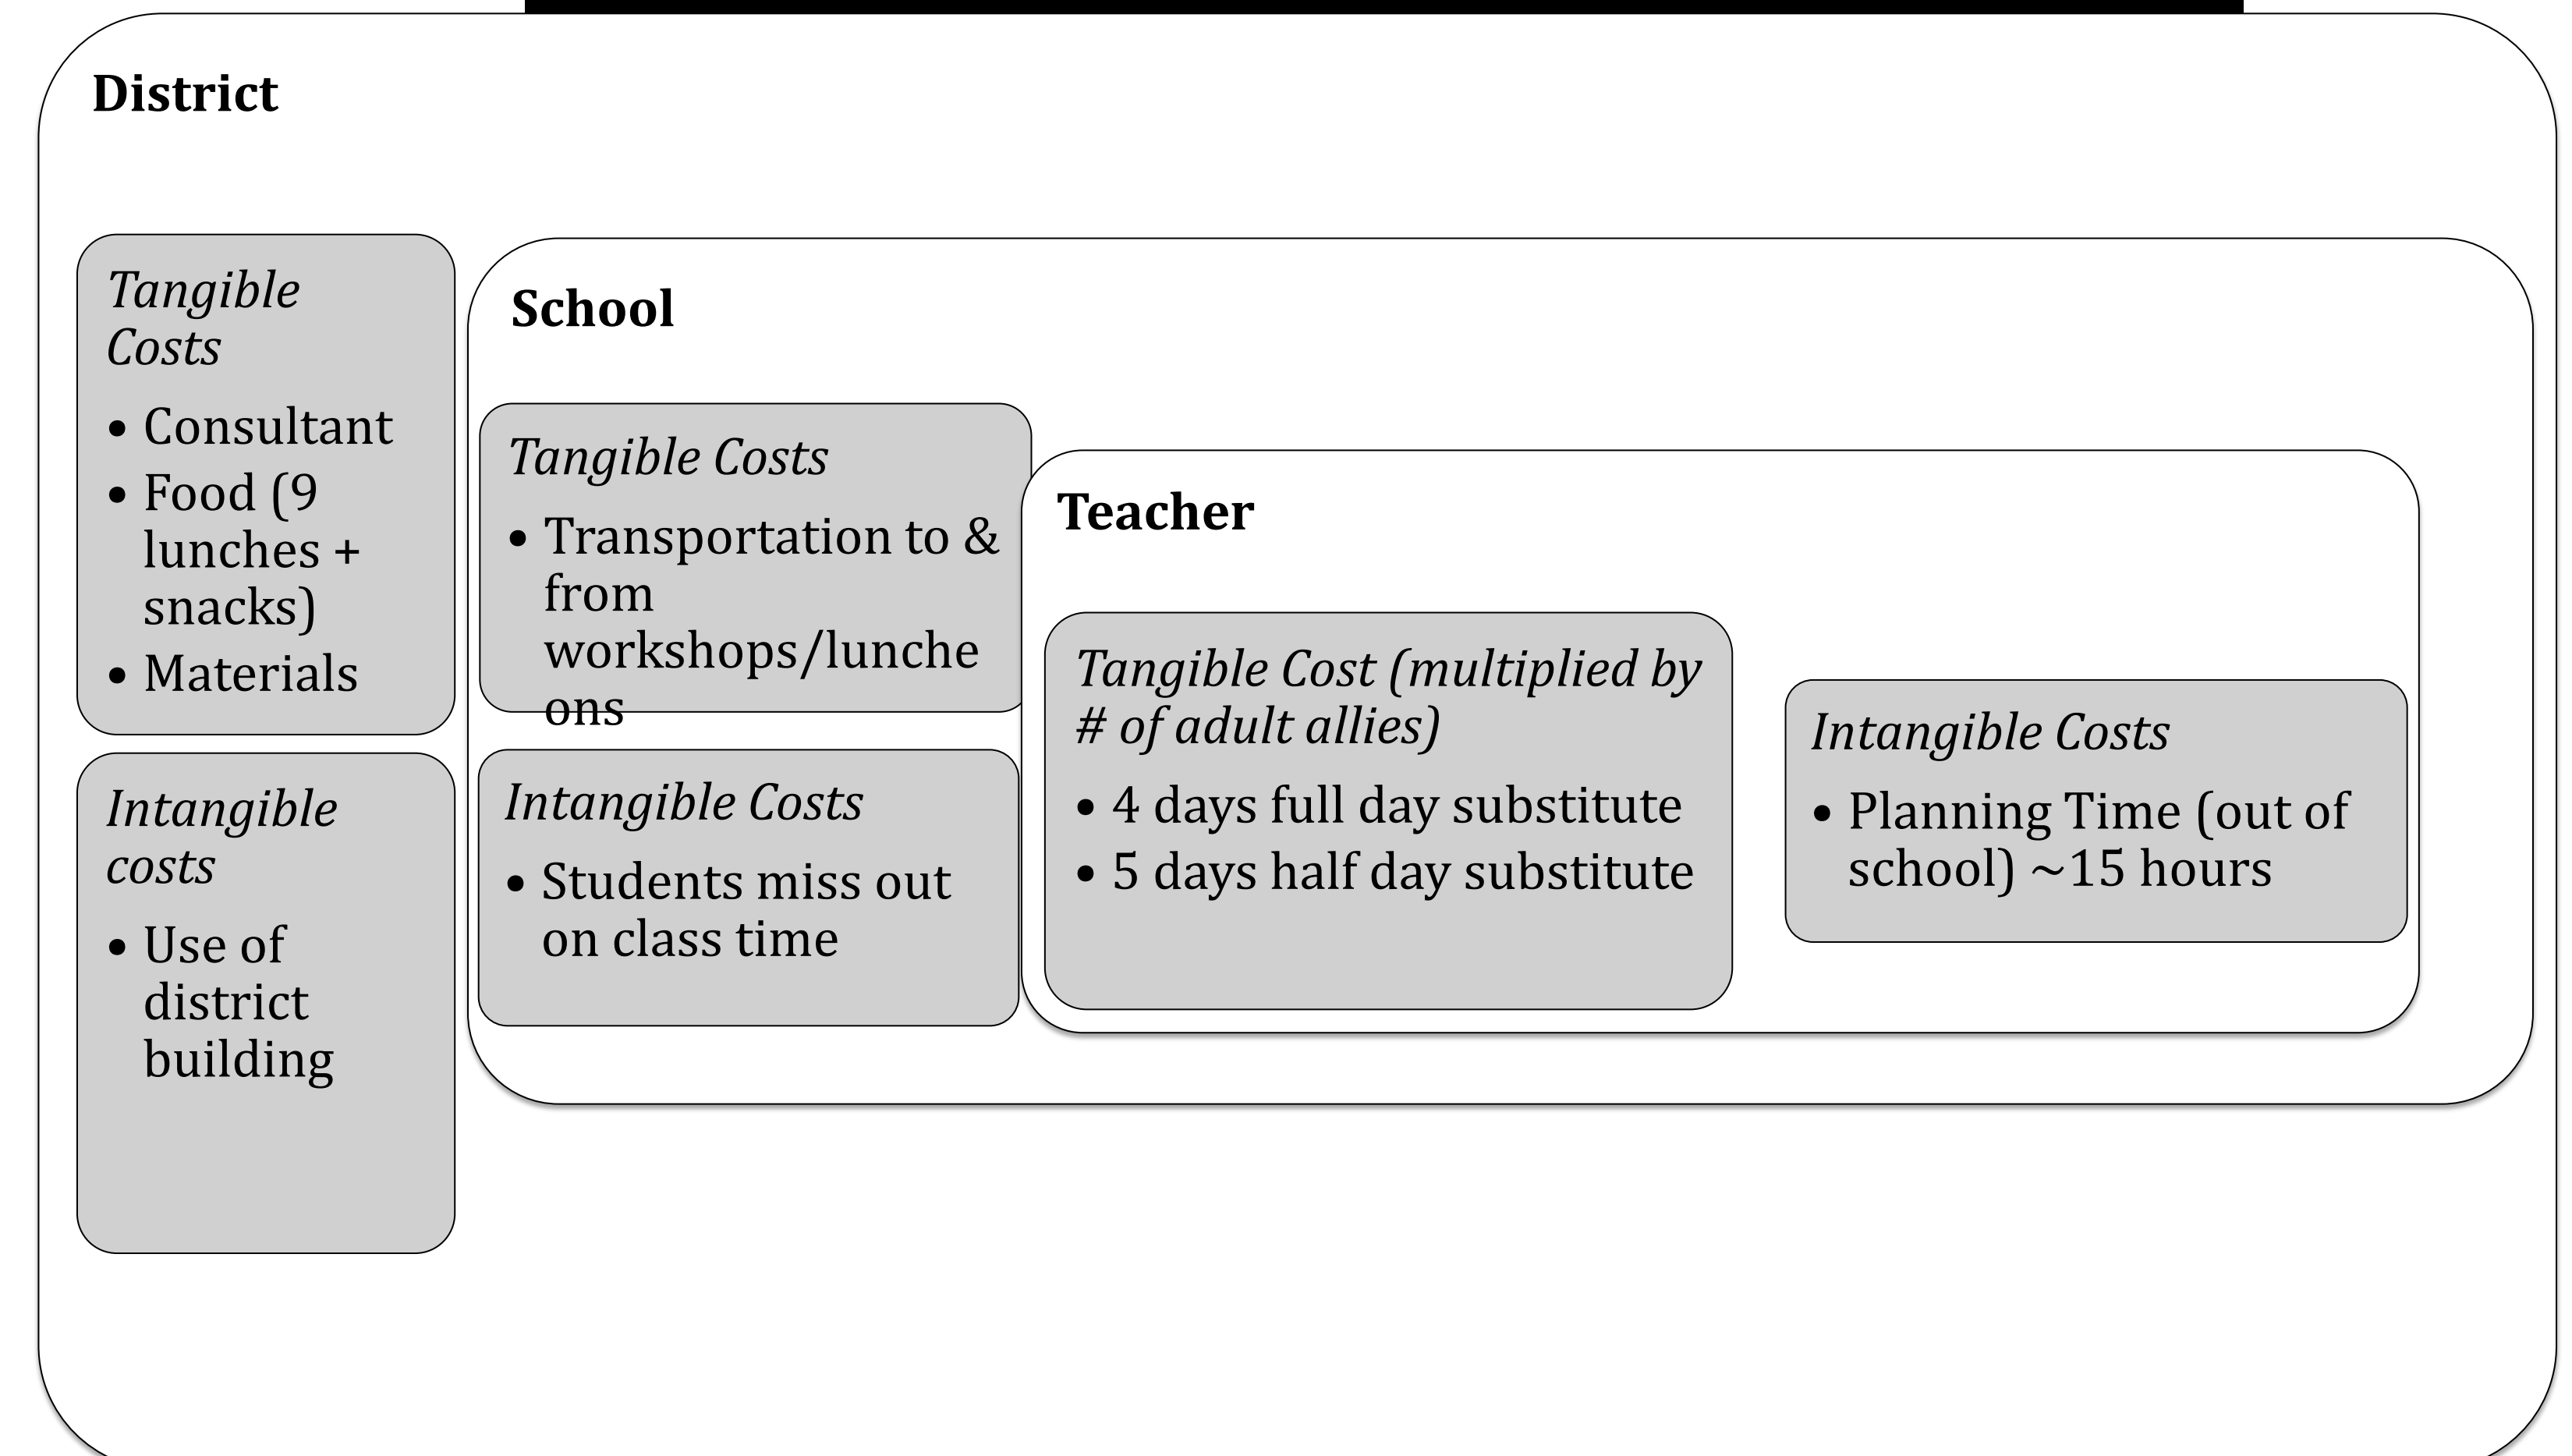 District
Tangible
Costs
• Consultant
• Food (9
lunches +
snacks)
• Materials
Intangible
costs
• Use of
district
building
School
Tangible Costs
• Transportation to &
from
workshops/lunche
ons
Intangible Costs
• Students miss out
on class time
Teacher
Tangible Cost (multiplied by
# of adult allies)
• 4 days full day substitute
• 5 days half day substitute
Intangible Costs
• Planning Time (out of
school) ~15 hours